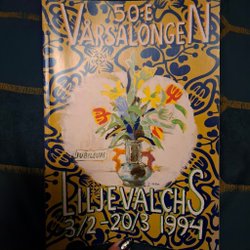 50-E
VÅRSALONGEN
JUBILEUM
LILJEVALCHS
3/2-20/3 1994